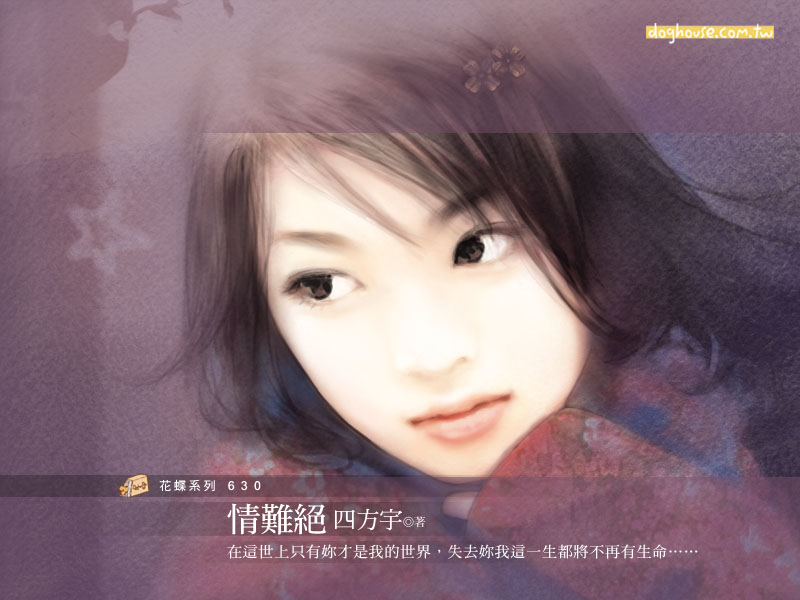 doghouse.com.tw
花蝶系列 630
情難絕 四方宇◎著
在這世上只有妳才是我的世界，失去妳我這一生都將不再有生命……